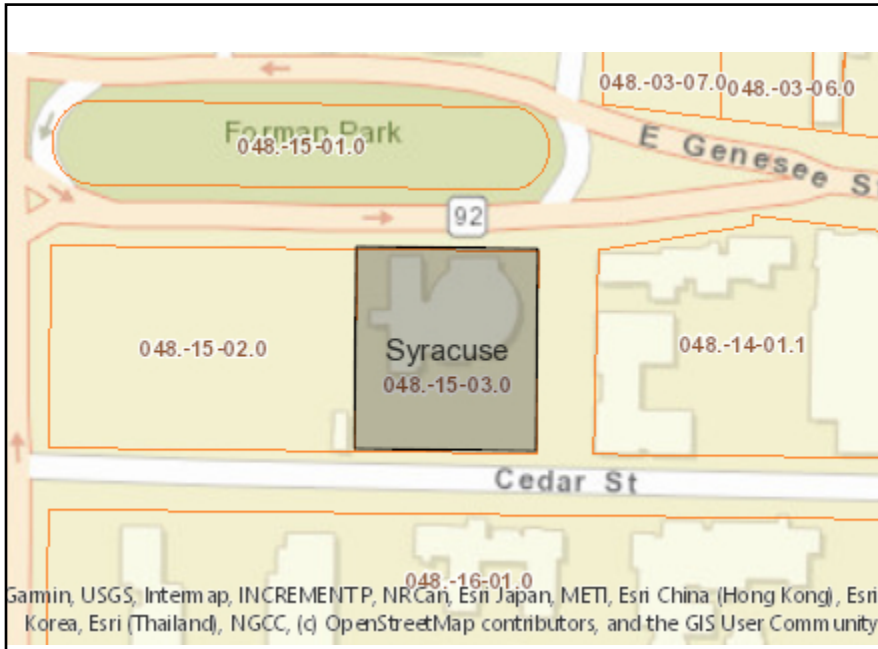 048.-03-07.0
048.-03-06.0
Forman Park
048.-15-01.0
E Genesee St
92
048.-15-02.0
Syracuse
048.-15-03.0
048.-14-01.1
Cedar St
048.-16-01.0
Garmin, USGS, Intermap, INCREMENT P, NRCan, Esri Japan, METI, Esri China (Hong Kong), Esri
Korea, Esri (Thailand), NGCC, (c) OpenStreetMap contributors, and the GIS User Community